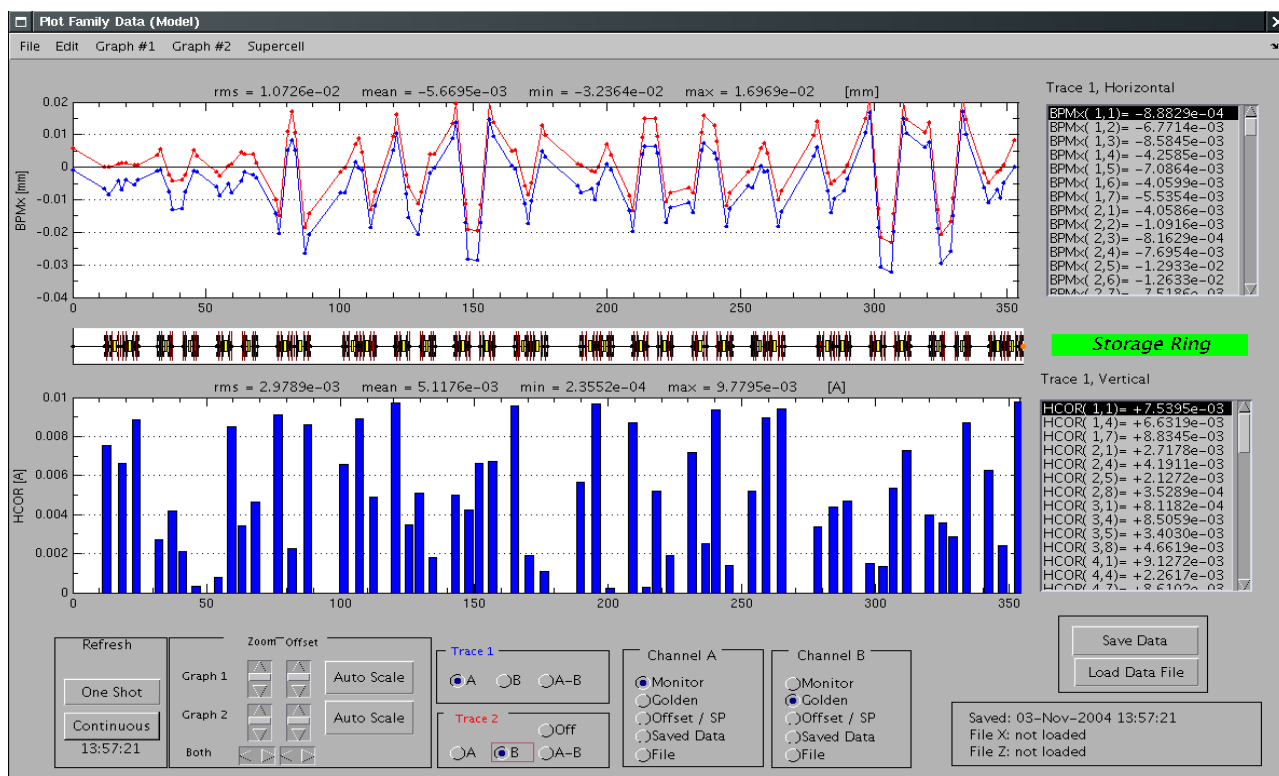 Plot Family Data (Model)
File Edit Graph #1 Graph #2 Supercell
rms = 1.0726e-02 mean = -5.6695e-03 min = -3.2364e-02 max = 1.6969e-02 [mm]
0.02
0.01
0
-0.01
-0.02
-0.03
-0.04
BPMx [mm]
0 50 100 150 200 250 300 350
Trace 1, Horizontal
BPMx( 1,1)= -8.8829e-04
BPMx( 1,2)= -6.7714e-03
BPMx( 1,3)= -8.5845e-03
BPMx( 1,4)= -4.2585e-03
BPMx( 1,5)= -7.0864e-03
BPMx( 1,6)= -4.0599e-03
BPMx( 1,7)= -5.5354e-03
BPMx( 2,1)= -4.0586e-03
BPMx( 2,2)= -1.0916e-03
BPMx( 2,3)= -8.1629e-04
BPMx( 2,4)= -7.6954e-03
BPMx( 2,5)= -1.2933e-02
BPMx( 2,6)= -1.2633e-02
BPMx( 2,7)= -7.5186e-03
Storage Ring
rms = 2.9789e-03 mean = 5.1176e-03 min = 2.3552e-04 max = 9.7795e-03 [A]
0.01
0.008
0.006
0.004
0.002
0
HCOR [A]
0 50 100 150 200 250 300 350
Trace 1, Vertical
HCOR( 1,1)= +7.5395e-03
HCOR( 1,4)= +6.6319e-03
HCOR( 1,7)= +8.8345e-03
HCOR( 2,1)= +2.7178e-03
HCOR( 2,4)= +4.1911e-03
HCOR( 2,5)= +2.1272e-03
HCOR( 2,8)= +3.5289e-04
HCOR( 3,1)= +8.1182e-04
HCOR( 3,4)= +8.5059e-03
HCOR( 3,5)= +3.4030e-03
HCOR( 3,8)= +4.6619e-03
HCOR( 4,1)= +9.1272e-03
HCOR( 4,4)= +2.2617e-03
HCOR( 4,7)= +8.6102e-03
Refresh
One Shot
Continuous
13:57:21
Zoom Offset
Graph 1
Auto Scale
Graph 2
Auto Scale
Both
Trace 1
A B A-B
Trace 2
Off
A B A-B
Channel A
Monitor
Golden
Offset / SP
Saved Data
File
Channel B
Monitor
Golden
Offset / SP
Saved Data
File
Save Data
Load Data File
Saved: 03-Nov-2004 13:57:21
File X: not loaded
File Z: not loaded